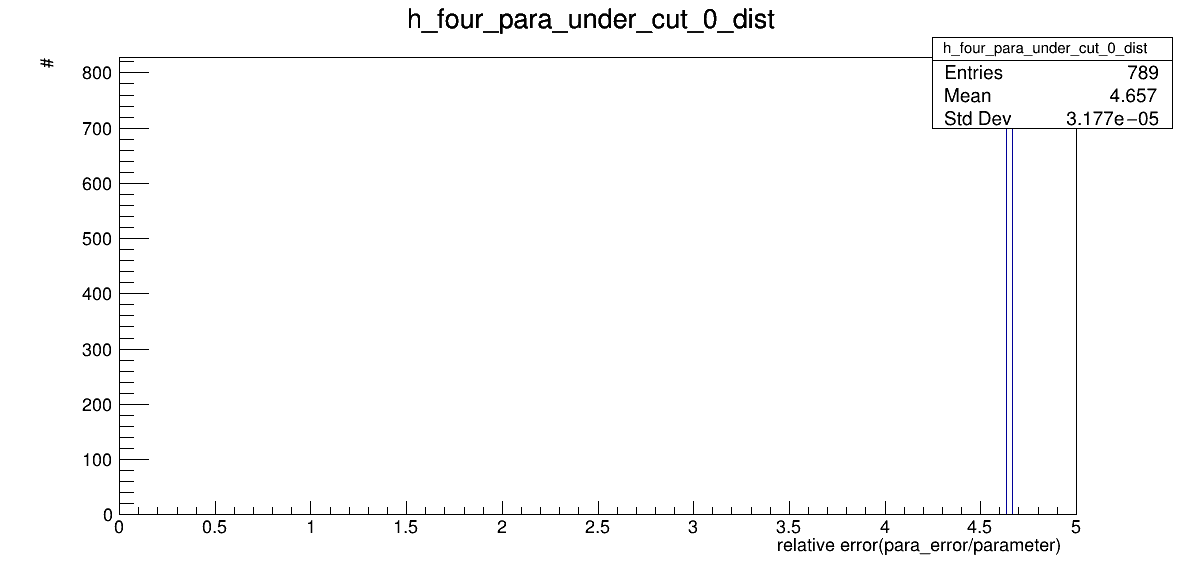 h_four_para_under_cut_0_dist
#
h_four_para_under_cut_0_dist
Entries 789
Mean 4.657
Std Dev 3.177e−05
800
700
600
500
400
300
200
100
0
0 0.5 1 1.5 2 2.5 3 3.5 4 4.5 5
relative error(para_error/parameter)